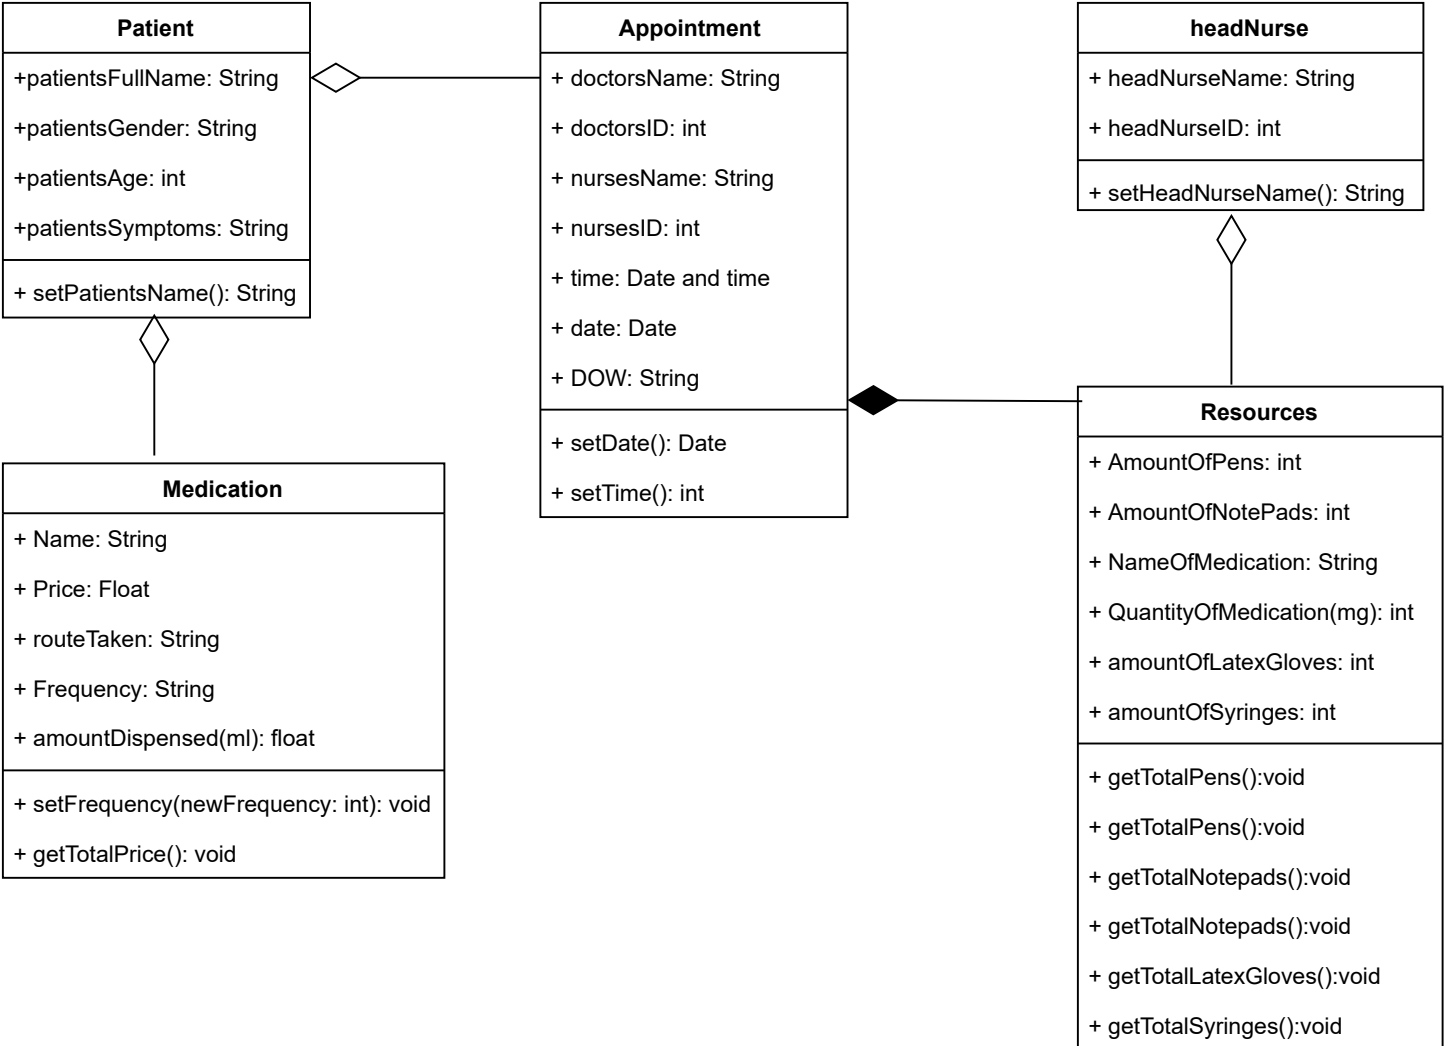 Patient
+patientsFullName: String
+patientsGender: String
+patientsAge: int
+patientsSymptoms: String
+ setPatientsName(): String
Appointment
+ doctorsName: String
+ doctorsID: int
+ nursesName: String
+ nursesID: int
+ time: Date and time
+ date: Date
+ DOW: String
+ setDate(): Date
+ setTime(): int
headNurse
+ headNurseName: String
+ headNurseID: int
+ setHeadNurseName(): String
Medication
+ Name: String
+ Price: Float
+ routeTaken: String
+ Frequency: String
+ amountDispensed(ml): float
+ setFrequency(newFrequency: int): void
+ getTotalPrice(): void
Resources
+ AmountOfPens: int
+ AmountOfNotePads: int
+ NameOfMedication: String
+ QuantityOfMedication(mg): int
+ amountOfLatexGloves: int
+ amountOfSyringes: int
+ getTotalPens():void
+ getTotalPens():void
+ getTotalNotepads():void
+ getTotalNotepads():void
+ getTotalLatexGloves():void
+ getTotalSyringes():void